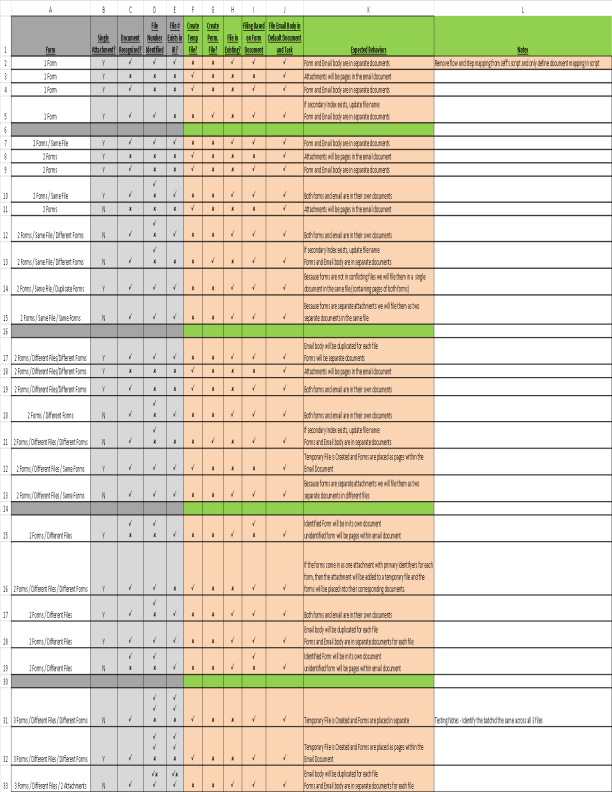 A B C D E F G H I J K L
1 Form Single Attachment? Document Recognized? File Number Identified File # Exists in IR? Create Temp File? Create Perm. File? File in Existing? Filing Based on Form Document File Email Body in Default Document and Task Expected Behaviors Notes
2 1 Form Y √ √ √ x x √ √ √ Form and Email body are in separate documents Remove flow and step mapping from Jeff's script and only define document mapping in script
3 1 Form Y x x x √ x x x √ Attachments will be pages in the email document
4 1 Form Y √ x x √ x x √ √ Form and Email body are in separate documents
If secondary Index exists, update file name
5 1 Form Y √ √ x x √ x √ √ Form and Email body are in separate documents
6
7 2 Forms / Same File Y √ √ √ x x √ √ √ Form and Email body are in separate documents
8 2 Forms Y x x x √ x x x √ Attachments will be pages in the email document
9 2 Forms Y √ x x √ x x √ √ Form and Email body are in separate documents
√
10 2 Forms / Same File Y √ x √ x x √ √ √ Both forms and email are in their own documents
11 2 Forms N x x x √ x x x √ Attachments will be pages in the email document
√
12 2 Forms / Same File / Different Forms N √ x √ x x √ √ √ Both forms and email are in their own documents
√ If secondary Index exists, update file name
13 2 Forms / Same File / Different Forms N √ x x x √ x √ √ Forms and Email body are in separate documents
Because forms are not in conflicting files we will file them in a single
14 2 Forms / Same File / Duplicate Forms Y √ √ √ x x √ √ √ document in the same file (containing pages of both forms)
Because forms are separate attachments we will file them as two
15 2 Forms / Same File / Same Forms N √ √ √ x x √ √ √ separate documents in the same file
16
Email body will be duplicated for each file
17 2 Forms / Different Files/Different Forms Y √ √ √ x x √ √ √ Forms will be separate documents
18 2 Forms / Different Files/Different Forms Y x x x √ x x x √ Attachments will be pages in the email document
19 2 Forms / Different Files/Different Forms Y √ x x √ x x √ √ Both forms and email are in their own documents
√
20 2 Forms / Different Forms N √ x √ x x √ √ √ Both forms and email are in their own documents
√ If secondary Index exists, update file name
21 2 Forms / Different Files / Different Forms N √ x x x √ x √ √ Forms and Email body are in separate documents
Temporary File is Created and Forms are placed as pages within the
22 2 Forms / Different Files / Same Forms Y √ √ √ √ x x x √ Email Document
Because forms are separate attachments we will file them as two
23 2 Forms / Different Files / Same Forms N √ √ √ x x √ √ √ separate documents in different files
24
√ √ √ Identified Form will be in its own document
25 2 Forms / Different Files Y x x √ x x √ x √ unidentified form will be pages within email document
If the forms come in as one attachment with primary identifyers for each
form, then the attachment will be added to a temporary file and the
26 2 Forms / Different Files / Different Forms Y √ √ x √ x x √ √ forms will be placed into their corresponding documents.
√
27 2 Forms / Different Files Y √ x √ x x √ √ √ Both forms and email are in their own documents
Email body will be duplicated for each file
28 2 Forms / Different Files Y √ √ √ x x √ √ √ Forms and Email body are in separate documents for each file
√ √ √ Identified Form will be in its own document
29 2 Forms / Different Files N x x √ x x √ x √ unidentified form will be pages within email document
30
√ √
√ √
31 3 Forms / Different Files / Different Forms N √ x x √ x x √ √ Temporary File is Created and Forms are placed in separate Testing Notes - Identify the batchid the same across all 3 files
√ √
√ √ Temporary File is Created and Forms are placed as pages within the
32 3 Forms / Different Files / Different Forms Y √ x x √ x x x √ Email Document
√x √x Email body will be duplicated for each file
33 3 Forms / Different Files / 2 Attachments N √ √ √ x x √ √ √ Forms and Email body are in separate documents for each file